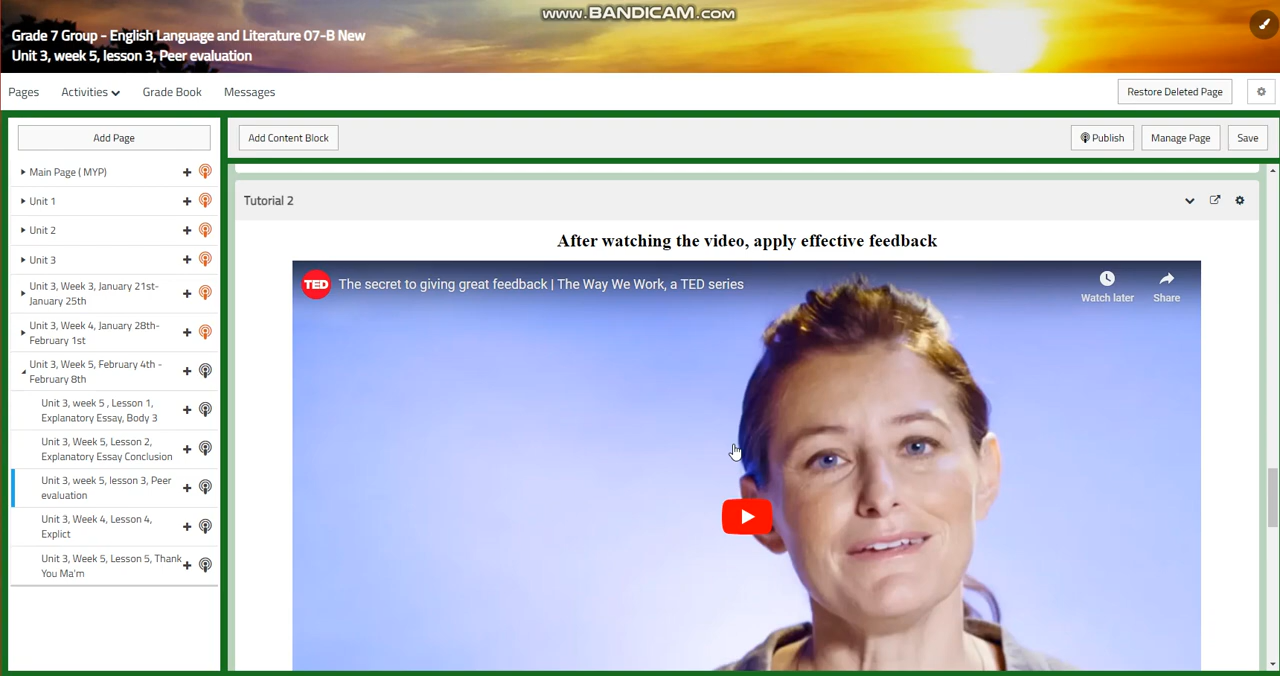 www.BANDICAM.com
Grade 7 Group - English Language and Literature 07-B New
Unit 3, week 5, lesson 3, Peer evaluation
Pages
Activities
Grade Book
Messages
Restore Deleted Page
Add Page
Add Content Block
Publish
Manage Page
Save
Main Page ( MYP)
Unit 1
Unit 2
Unit 3
Unit 3, Week 3, January 21st-
January 25th
Unit 3, Week 4, January 28th-
February 1st
Unit 3, Week 5, February 4th -
February 8th
Unit 3, week 5 , Lesson 1,
Explanatory Essay, Body 3
Unit 3, Week 5, Lesson 2,
Explanatory Essay Conclusion
Unit 3, week 5, lesson 3, Peer
evaluation
Unit 3, Week 4, Lesson 4,
Explict
Unit 3, Week 5, Lesson 5, Thank
You Ma'm
Tutorial 2
After watching the video, apply effective feedback
TED
The secret to giving great feedback | The Way We Work, a TED series
Watch later
Share